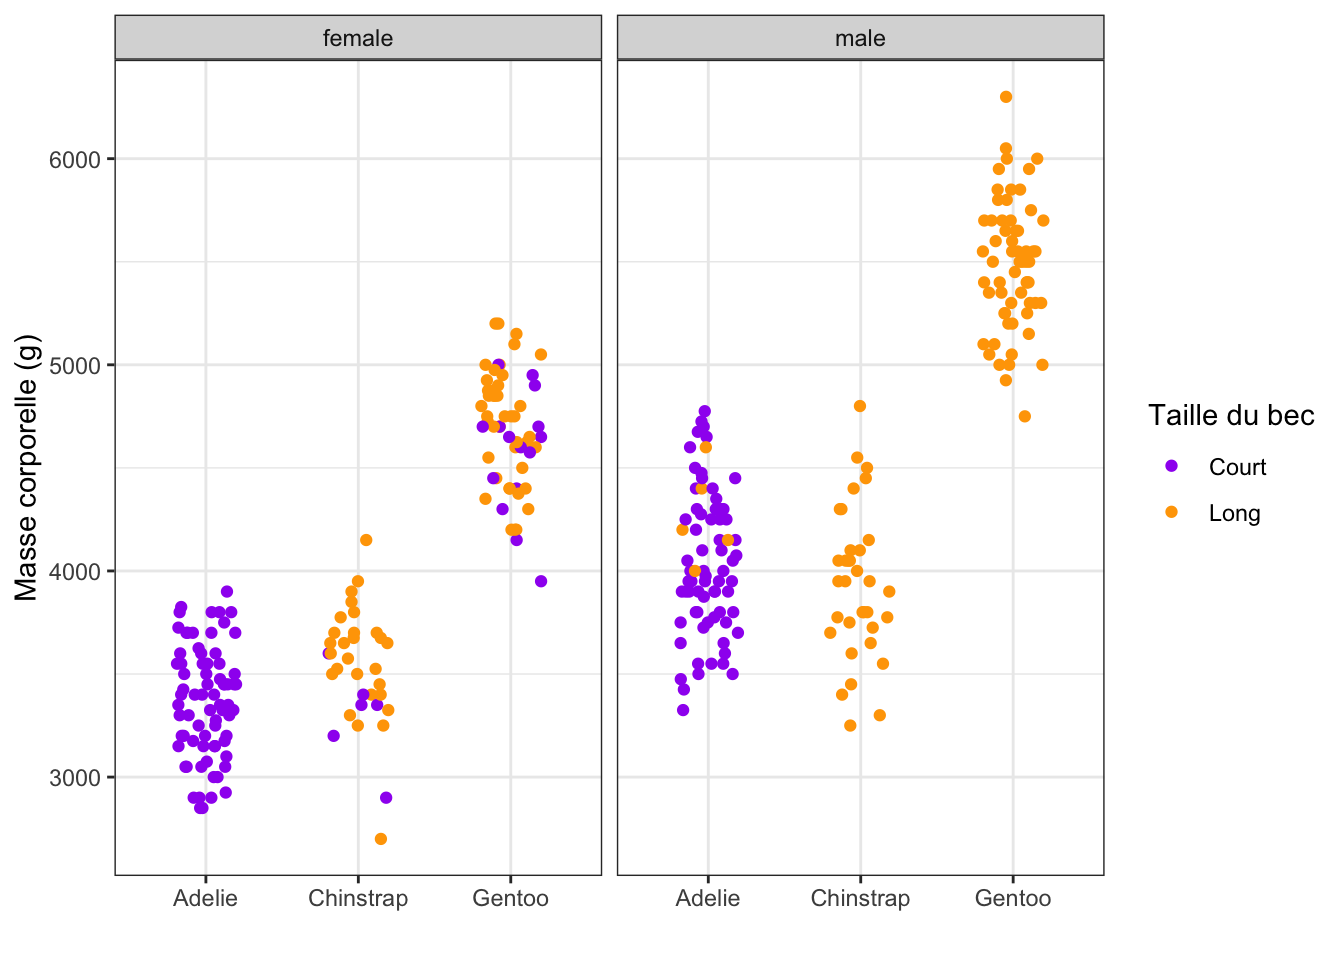 female
male
Masse corporelle (g)
6000
5000
4000
3000
Adelie
Chinstrap
Gentoo
Adelie
Chinstrap
Gentoo
Taille du bec
Court
Long